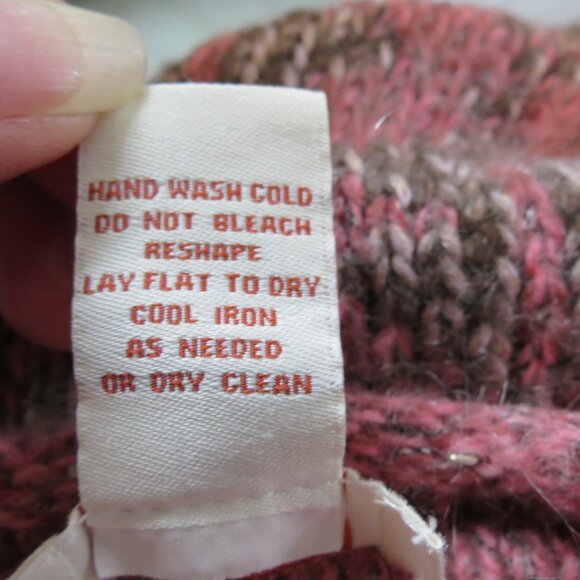 HAND WASH COLD
DO NOT BLEACH
RESHAPE
LAY FLAT TO DRY
COOL IRON
AS NEEDED
OR DRY CLEAN